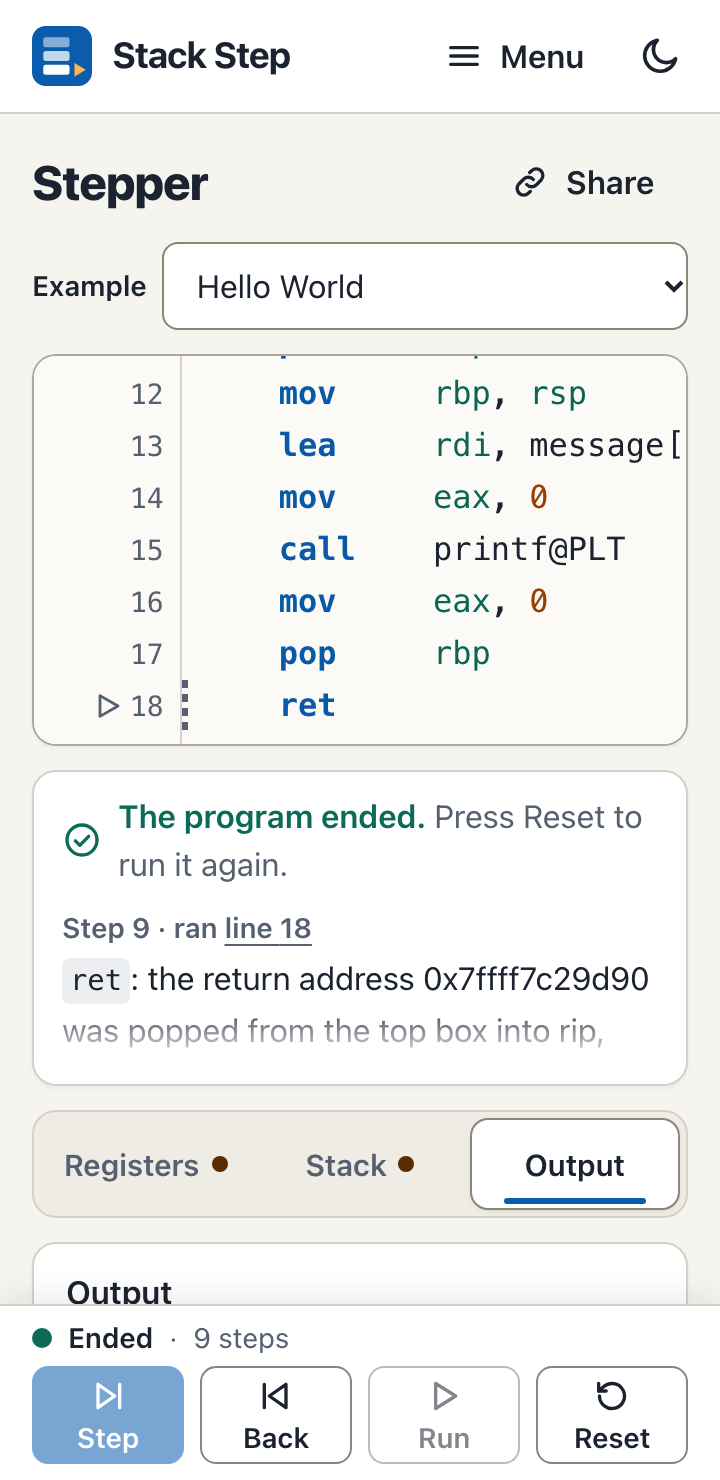 Stack Step
Menu
Stepper
Share
Example
Hello World
12 mov rbp, rsp
13 lea rdi, message[
14 mov eax, 0
15 call printf@PLT
16 mov eax, 0
17 pop rbp
18 ret
The program ended. Press Reset to
run it again.
Step 9 · ran line 18
ret: the return address 0x7ffff7c29d90
was popped from the top box into rip,
Registers
Stack
Output
Output
Ended · 9 steps
Step
Back
Run
Reset